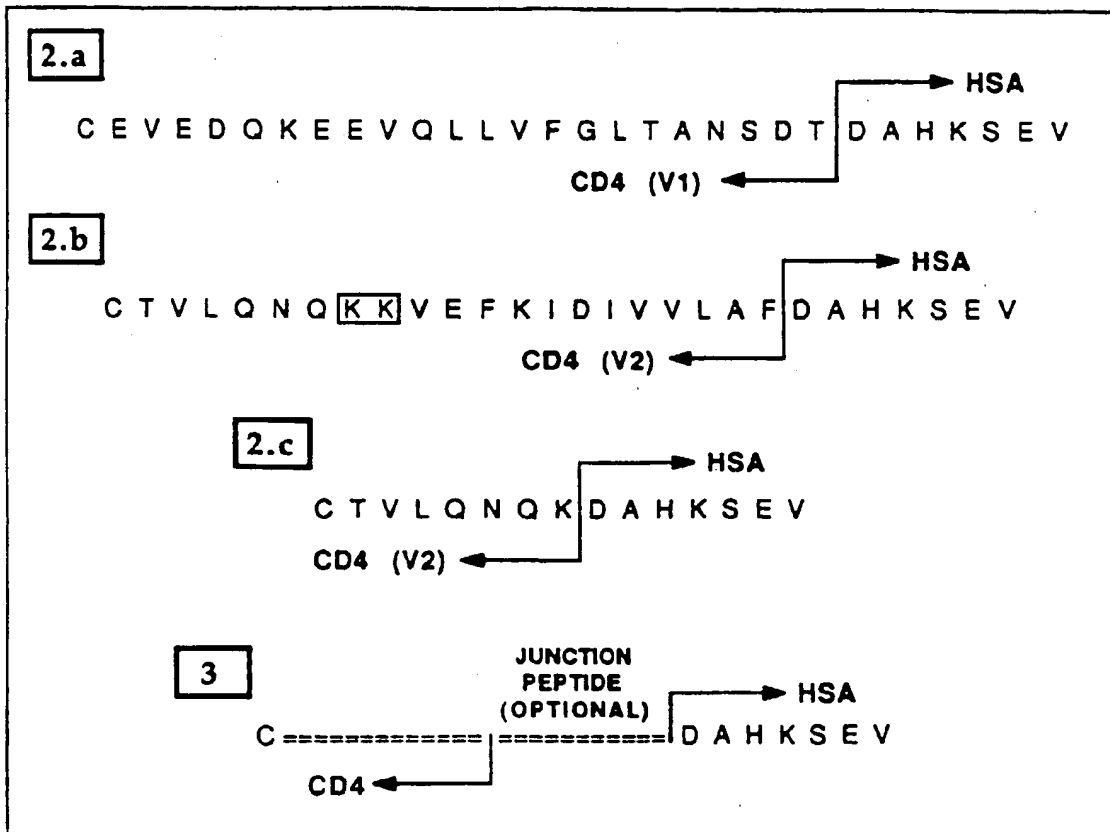 2.a
HSA
C E V E D Q K E E V Q L L V F G L T A N S D T D A H K S E V
CD4 (V1)
2.b
HSA
C T V L Q N Q K K V E F K I D I V V L A F D A H K S E V
CD4 (V2)
2.c
HSA
C T V L Q N Q K D A H K S E V
CD4 (V2)
3
JUNCTION
PEPTIDE
(OPTIONAL)
HSA
C ============== ============ D A H K S E V
CD4